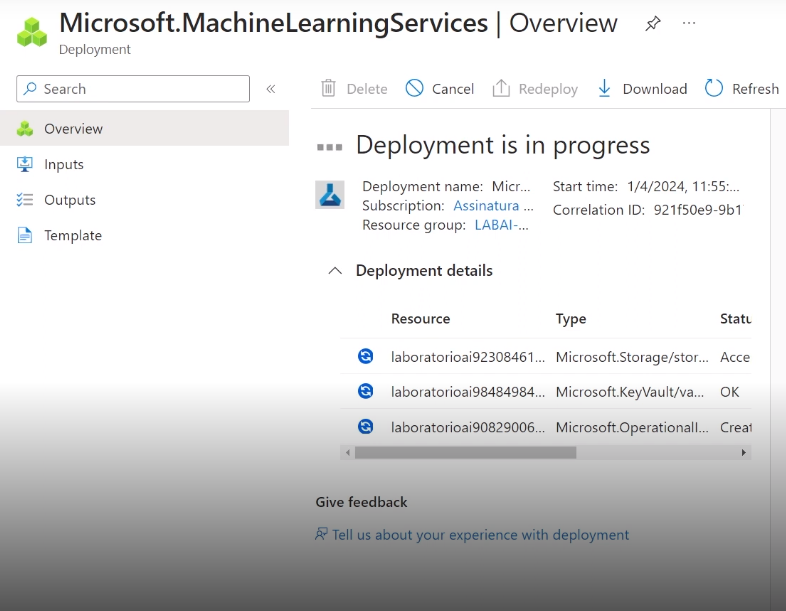 Microsoft.MachineLearningServices | Overview
Deployment
Search
Delete Cancel Redeploy Download Refresh
Overview
Inputs
Outputs
Template
Deployment is in progress
Deployment name: Micr... Start time: 1/4/2024, 11:55:...
Subscription: Assinatura ... Correlation ID: 921f50e9-9b1
Resource group: LABAI-...
Deployment details
Resource Type Statu
laboratorioai92308461... Microsoft.Storage/stor... Acce
laboratorioai98484984... Microsoft.KeyVault/va... OK
laboratorioai90829006... Microsoft.OperationalI... Creat
Give feedback
Tell us about your experience with deployment